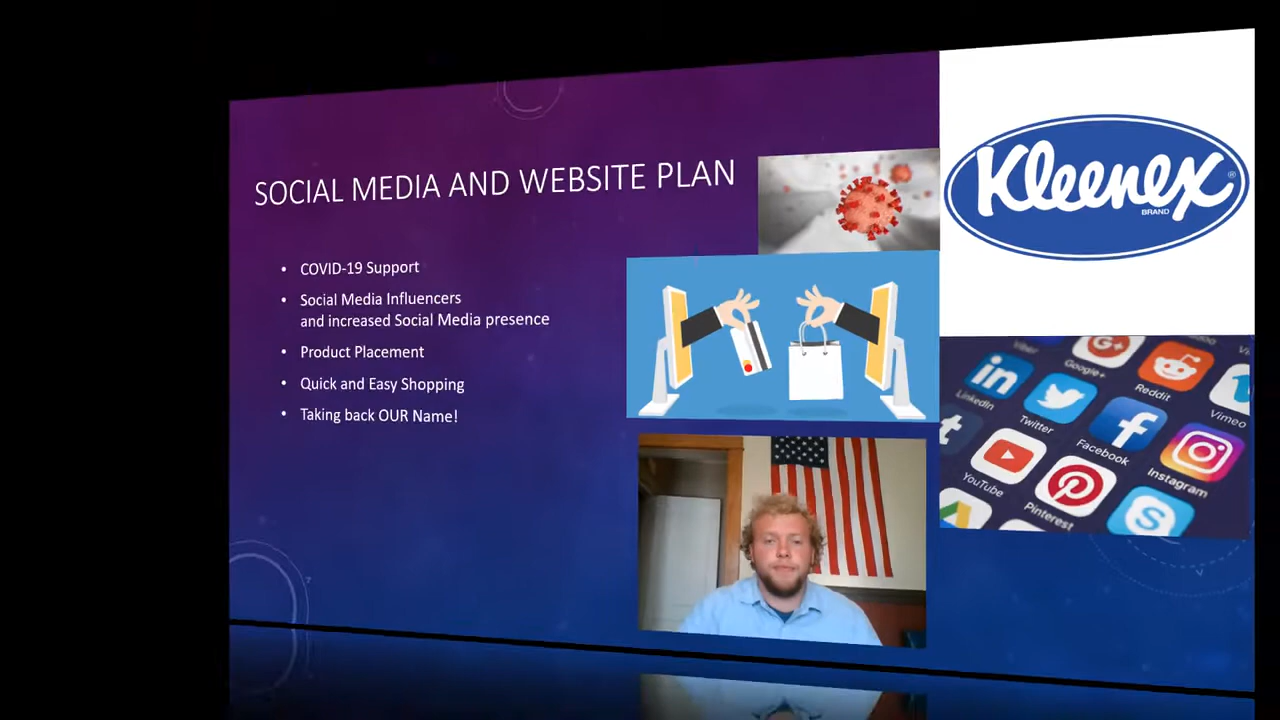 SOCIAL MEDIA AND WEBSITE PLAN
• COVID-19 Support
• Social Media Influencers
and increased Social Media presence
• Product Placement
• Quick and Easy Shopping
• Taking back OUR Name!
Kleenex®
BRAND
Viber
Google+
Reddit
LinkedIn
Twitter
Facebook
Vimeo
YouTube
Pinterest
Instagram